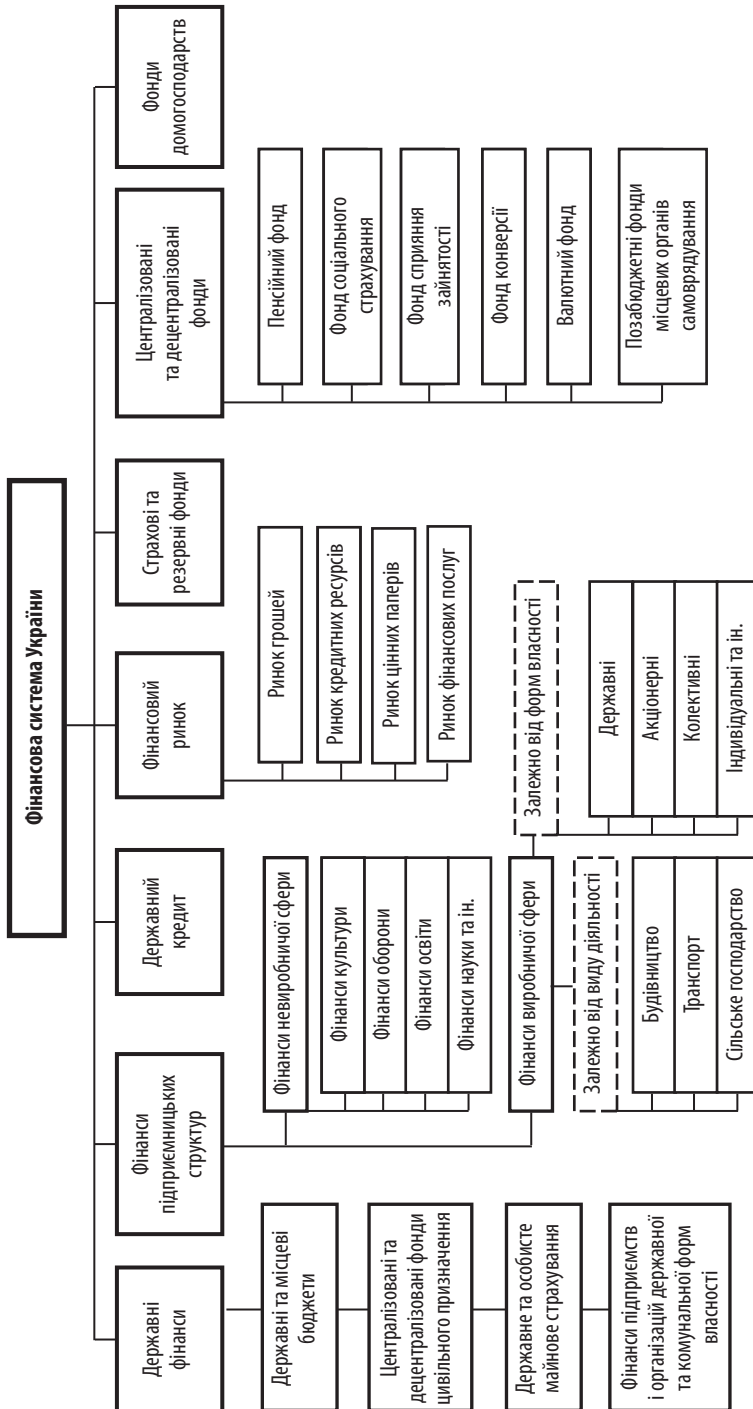 Фінансова система України
Державні
фінанси
Фінанси
підприємницьких
структур
Державний
кредит
Фінансовий
ринок
Страхові та
резервні фонди
Централізовані
та децентралізовані
фонди
Фонди
домогосподарств
Державні та місцеві
бюджети
Централізовані та
децентралізовані фонди
цивільного призначення
Державне та особисте
майнове страхування
Фінанси підприємств
і організацій державної
та комунальної форм
власності
Фінанси невиробничої сфери
Фінанси культури
Фінанси оборони
Фінанси освіти
Фінанси науки та ін.
Фінанси виробничої сфери
Залежно від виду діяльності
Будівництво
Транспорт
Сільське господарство
Залежно від форм власності
Державні
Акціонерні
Колективні
Індивідуальні та ін.
Ринок грошей
Ринок кредитних ресурсів
Ринок цінних паперів
Ринок фінансових послуг
Пенсійний фонд
Фонд соціального
страхування
Фонд сприяння
зайнятості
Фонд конверсії
Валютний фонд
Позабюджетні фонди
місцевих органів
самоврядування